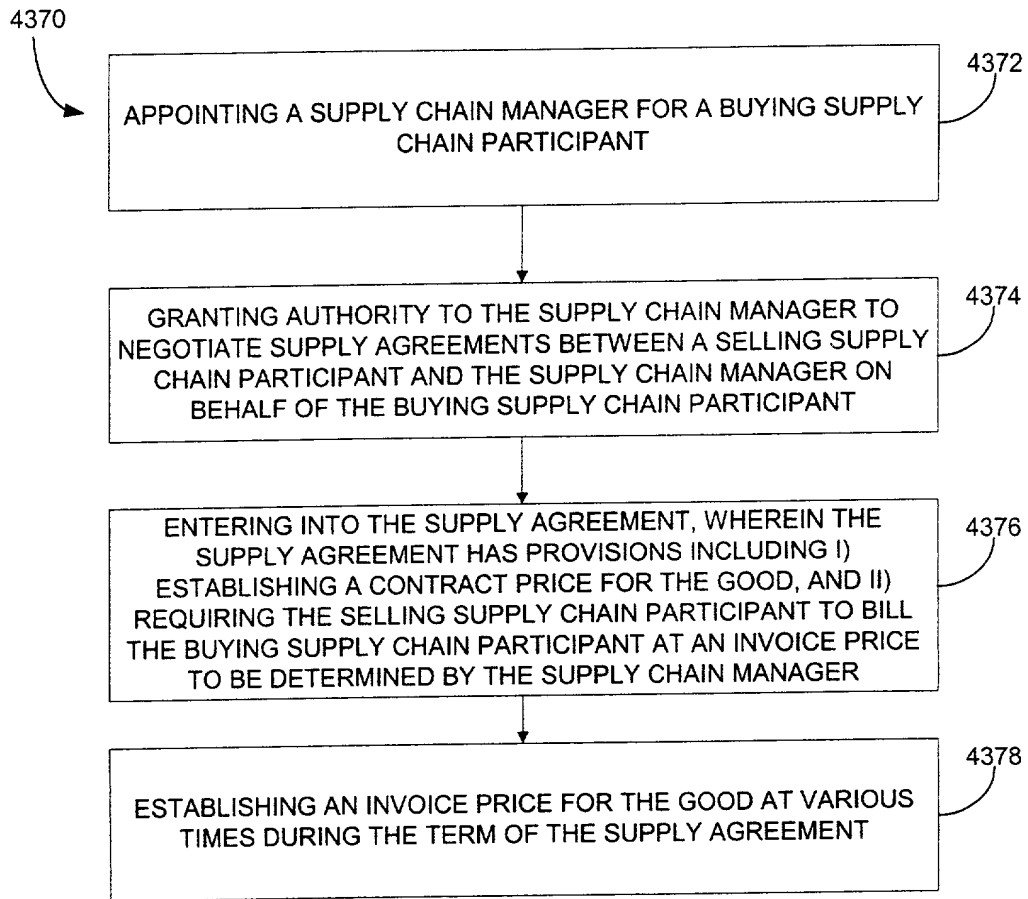 4370
4372
APPOINTING A SUPPLY CHAIN MANAGER FOR A BUYING SUPPLY
CHAIN PARTICIPANT
4374
GRANTING AUTHORITY TO THE SUPPLY CHAIN MANAGER TO
NEGOTIATE SUPPLY AGREEMENTS BETWEEN A SELLING SUPPLY
CHAIN PARTICIPANT AND THE SUPPLY CHAIN MANAGER ON
BEHALF OF THE BUYING SUPPLY CHAIN PARTICIPANT
4376
ENTERING INTO THE SUPPLY AGREEMENT, WHEREIN THE
SUPPLY AGREEMENT HAS PROVISIONS INCLUDING I)
ESTABLISHING A CONTRACT PRICE FOR THE GOOD, AND II)
REQUIRING THE SELLING SUPPLY CHAIN PARTICIPANT TO BILL
THE BUYING SUPPLY CHAIN PARTICIPANT AT AN INVOICE PRICE
TO BE DETERMINED BY THE SUPPLY CHAIN MANAGER
4378
ESTABLISHING AN INVOICE PRICE FOR THE GOOD AT VARIOUS
TIMES DURING THE TERM OF THE SUPPLY AGREEMENT